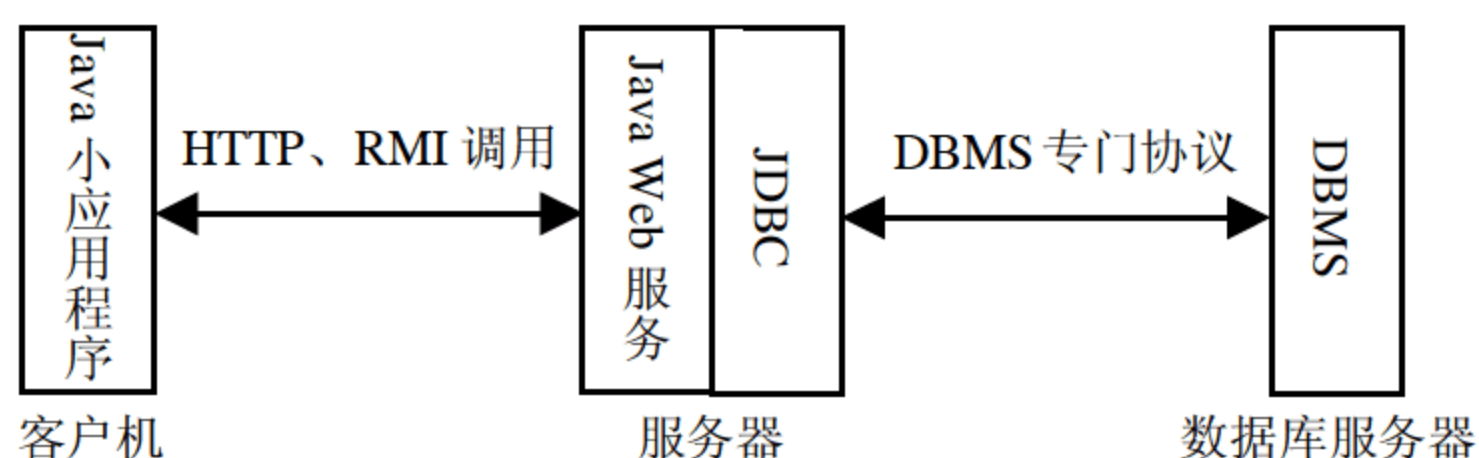 Java 小应用程序
HTTP、RMI 调用
Java Web 服务
JDBC
DBMS 专门协议
DBMS
客户机
服务器
数据库服务器